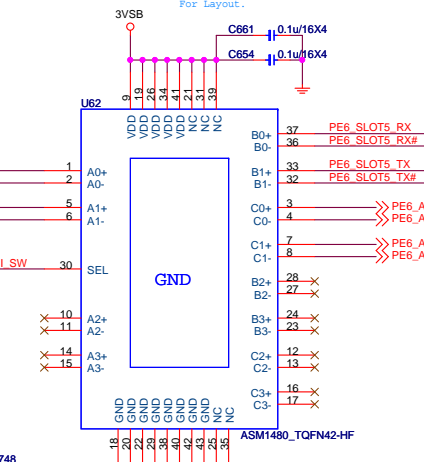 For Layout.
3VSB
C661 0.1u/16X4
C654 0.1u/16X4
9 19 26 34 41 21 31 39
U62
VDD VDD VDD VDD VDD NC NC NC
B0+ 37 PE6_SLOT5_RX
B0- 36 PE6_SLOT5_RX#
1 A0+ B1+ 33 PE6_SLOT5_TX
2 A0- B1- 32 PE6_SLOT5_TX#
5 A1+ C0+ 3 PE6_A
6 A1- C0- 4 PE6_A
C1+ 7 PE6_A
C1- 8 PE6_A
I_SW 30 SEL
GND
B2+ 28
B2- 27
10 A2+ B3+ 24
11 A2- B3- 23
14 A3+ C2+ 12
15 A3- C2- 13
C3+ 16
C3- 17
GND GND GND GND GND GND GND GND NC NC
18 20 22 29 38 40 42 43 25 35
ASM1480_TQFN42-HF
748